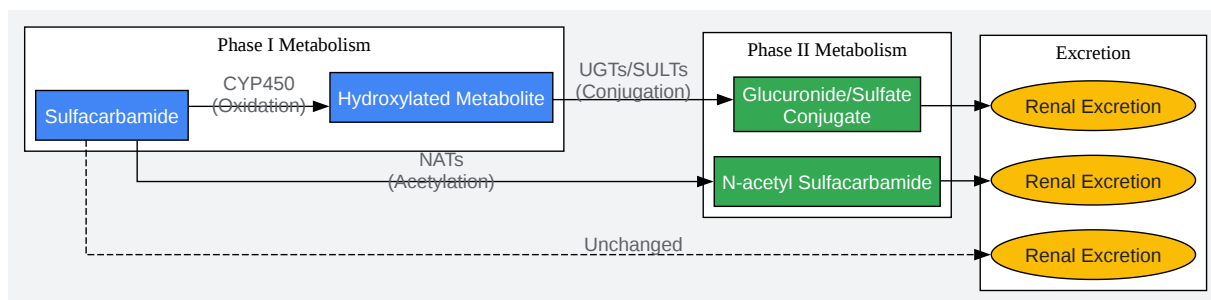 Phase I Metabolism
Phase II Metabolism
Excretion
CYP450
(Oxidation)
Sulfacarbamide
Hydroxylated Metabolite
UGTs/SULTs
(Conjugation)
Glucuronide/Sulfate
Conjugate
Renal Excretion
NATs
(Acetylation)
N-acetyl Sulfacarbamide
Renal Excretion
Unchanged
Renal Excretion